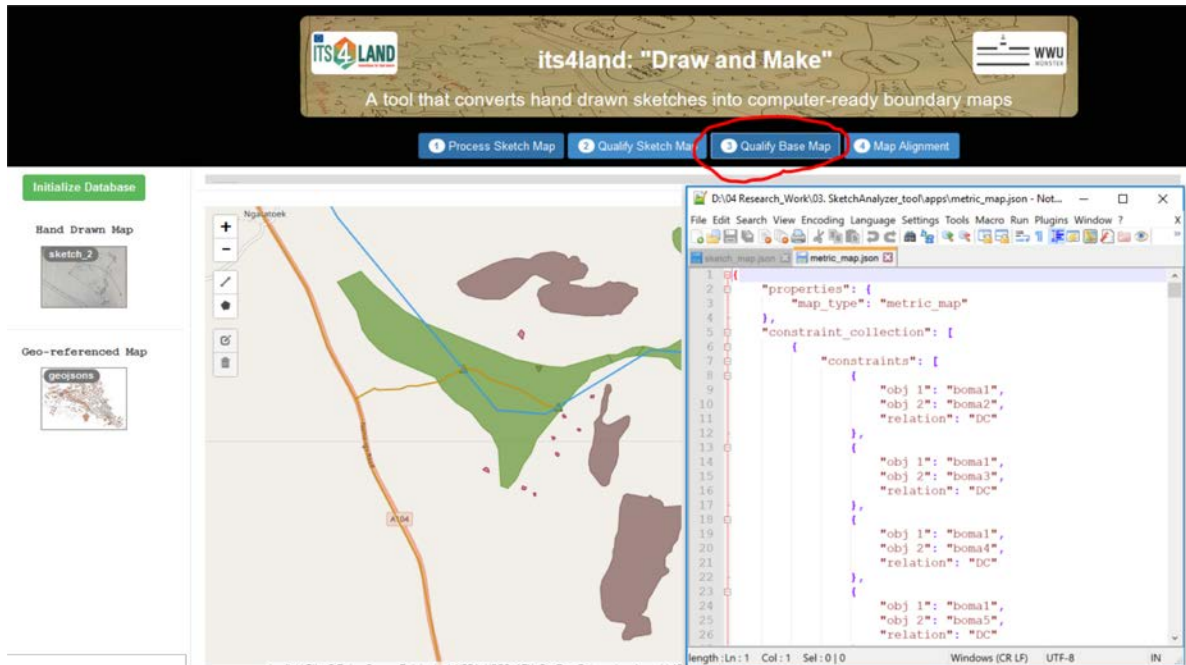 ITS4LAND
its4land: "Draw and Make"
WWU
MÜNSTER
A tool that converts hand drawn sketches into computer-ready boundary maps
1 Process Sketch Map
2 Qualify Sketch Map
3 Qualify Base Map
4 Map Alignment
Initialize Database
Hand Drawn Map
sketch_2
Geo-referenced Map
geojsons
+
-
A104
D:\04 Research_Work\03. SketchAnalyzer_tool\apps\metric_map.json - Not...
File Edit Search View Encoding Language Settings Tools Macro Run Plugins Window ? X
sketch_map.json metric_map.json
1 {
2 "properties": {
3 "map_type": "metric_map"
4 },
5 "constraint_collection": [
6 {
7 "constraints": [
8 {
9 "obj 1": "boma1",
10 "obj 2": "boma2",
11 "relation": "DC"
12 },
13 {
14 "obj 1": "boma1",
15 "obj 2": "boma3",
16 "relation": "DC"
17 },
18 {
19 "obj 1": "boma1",
20 "obj 2": "boma4",
21 "relation": "DC"
22 },
23 {
24 "obj 1": "boma1",
25 "obj 2": "boma5",
26 "relation": "DC"
length : Ln : 1 Col : 1 Sel : 0 | 0 Windows (CR LF) UTF-8 IN